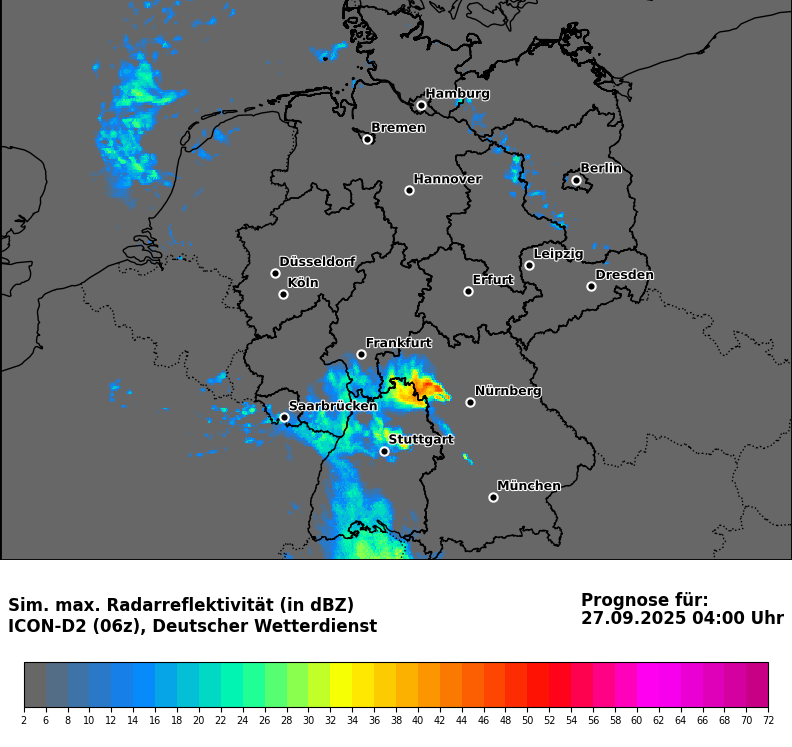 Hamburg
Bremen
Berlin
Hannover
Leipzig
Düsseldorf
Dresden
Köln
Erfurt
Frankfurt
Nürnberg
Saarbrücken
Stuttgart
München
Sim. max. Radarreflektivität (in dBZ)
ICON-D2 (06z), Deutscher Wetterdienst
Prognose für:
27.09.2025 04:00 Uhr
2 6 8 10 12 14 16 18 20 22 24 26 28 30 32 34 36 38 40 42 44 46 48 50 52 54 56 58 60 62 64 66 68 70 72